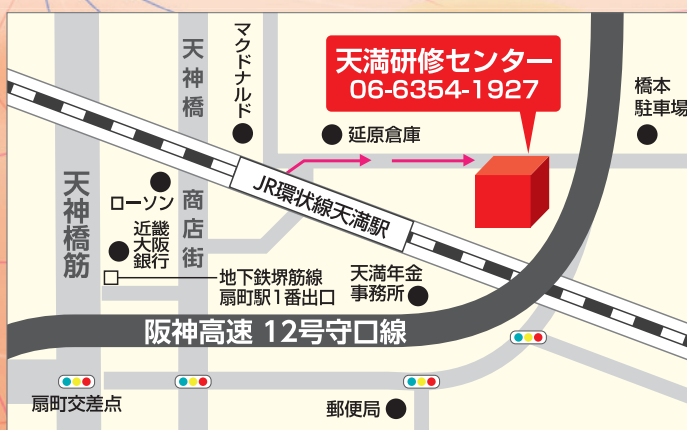 天満研修センター
06-6354-1927
マクドナルド
天神橋
商店街
橋本
駐車場
延原倉庫
JR環状線天満駅
天神橋筋
ローソン
近畿
大阪
銀行
地下鉄堺筋線
扇町駅1番出口
天満年金
事務所
阪神高速 12号守口線
扇町交差点
郵便局